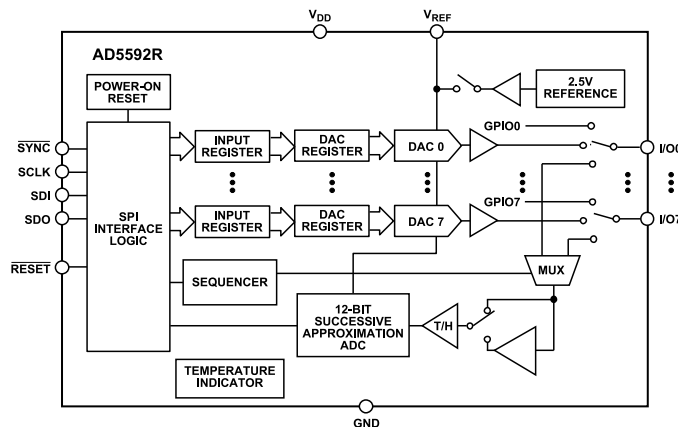 VDD
VREF
AD5592R
POWER-ON
RESET
2.5V
REFERENCE
SYNC
SCLK
SDI
SDO
RESET
SPI
INTERFACE
LOGIC
INPUT
REGISTER
DAC
REGISTER
DAC 0
GPIO0
I/O0
INPUT
REGISTER
DAC
REGISTER
DAC 7
GPIO7
I/O7
SEQUENCER
MUX
12-BIT
SUCCESSIVE
APPROXIMATION
ADC
T/H
TEMPERATURE
INDICATOR
GND